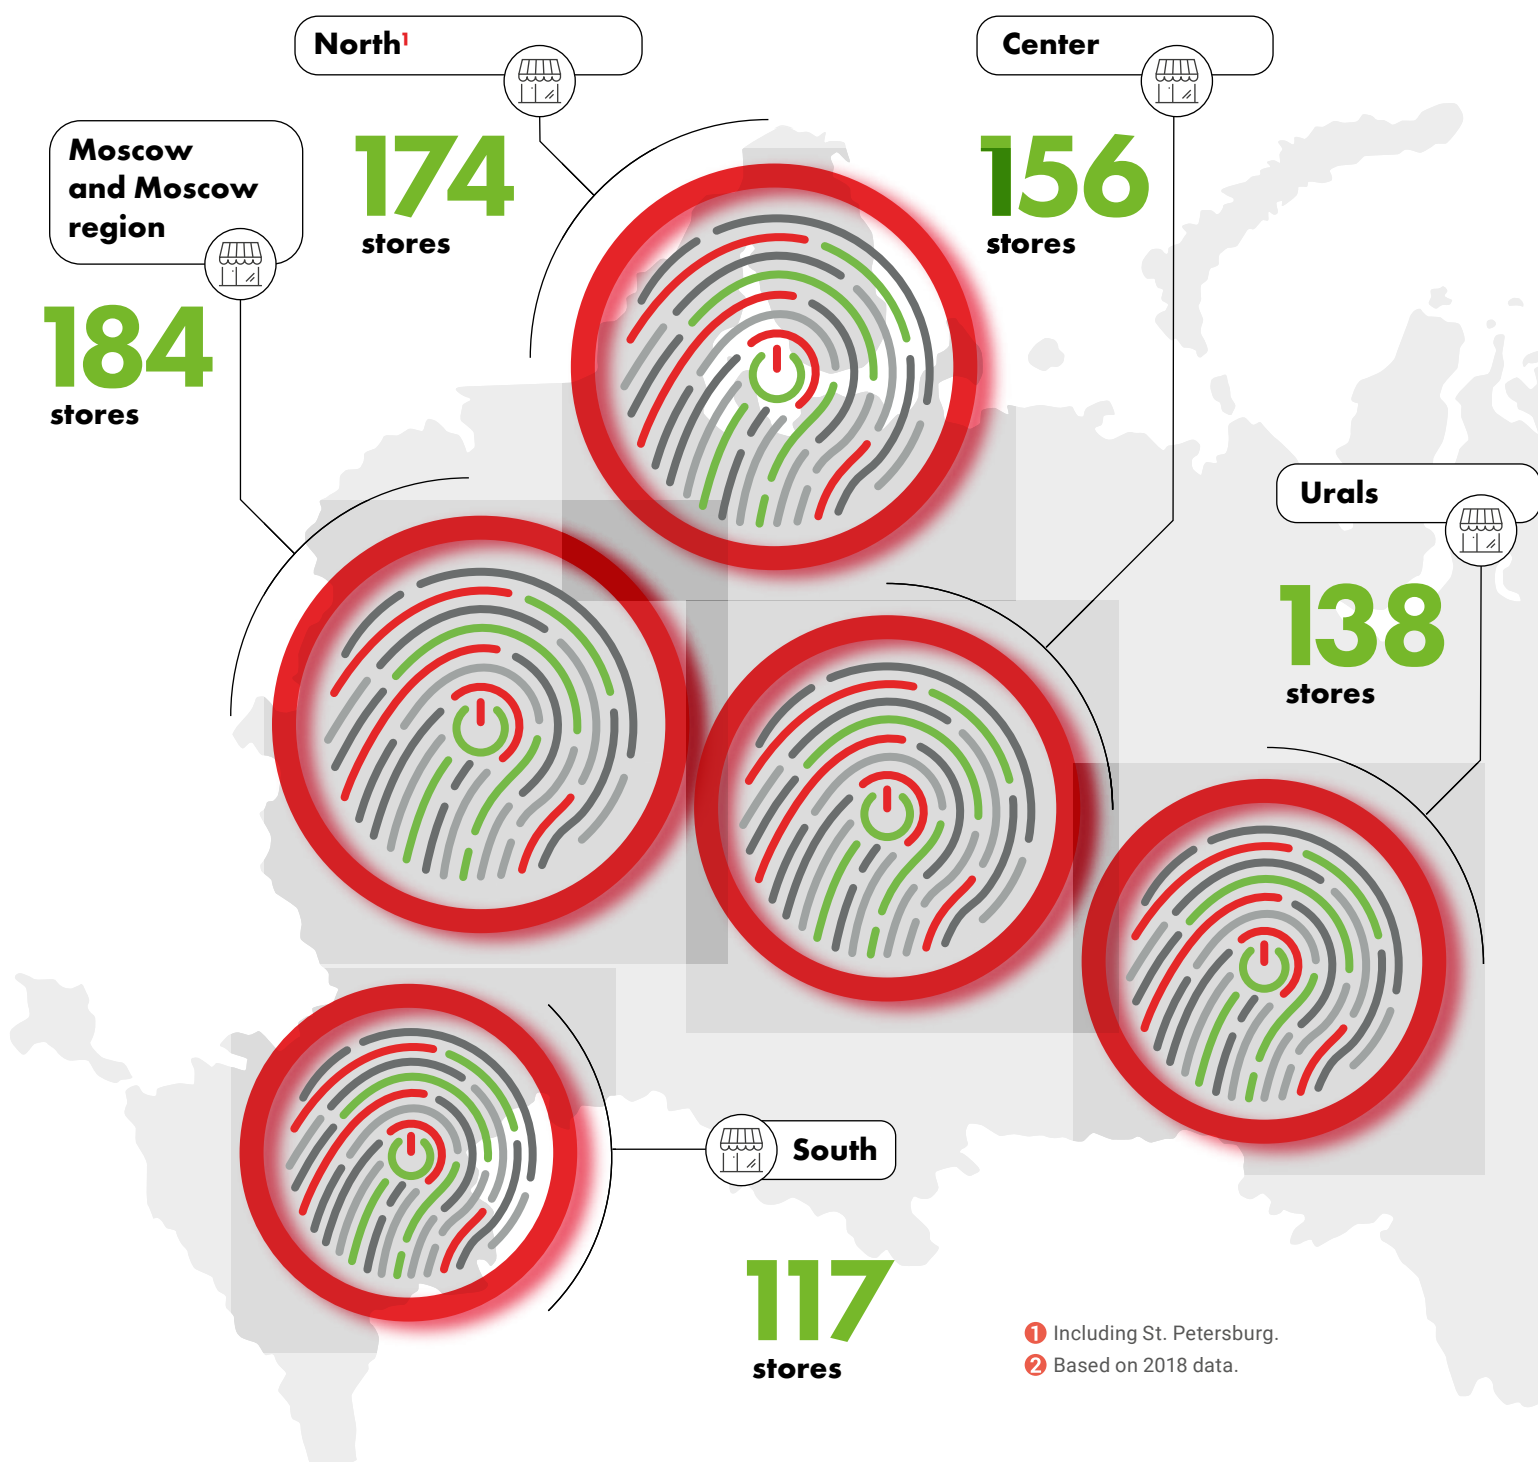 North¹
174
stores
Center
156
stores
Moscow
and Moscow
region
184
stores
Urals
138
stores
South
117
stores
1 Including St. Petersburg.
2 Based on 2018 data.